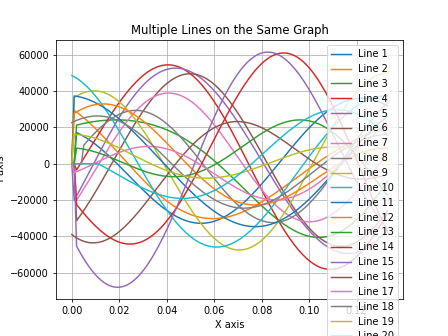 Multiple Lines on the Same Graph
60000
40000
20000
0
−20000
−40000
−60000
0.00 0.02 0.04 0.06 0.08 0.10
X axis
axis
Line 1
Line 2
Line 3
Line 4
Line 5
Line 6
Line 7
Line 8
Line 9
Line 10
Line 11
Line 12
Line 13
Line 14
Line 15
Line 16
Line 17
Line 18
Line 19
Line 20